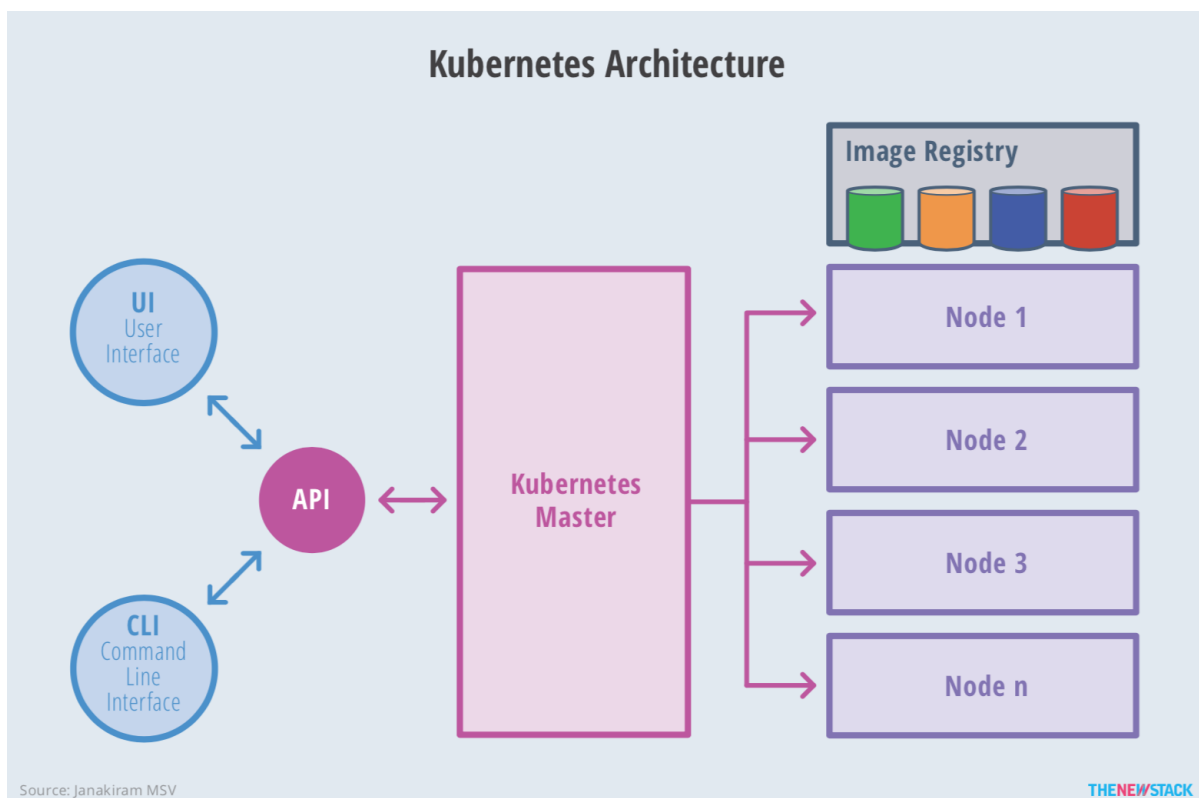 Kubernetes Architecture
Image Registry
UI
User
Interface
API
CLI
Command
Line
Interface
Kubernetes
Master
Node 1
Node 2
Node 3
Node n
Source: Janakiram MSV
THENEWSTACK